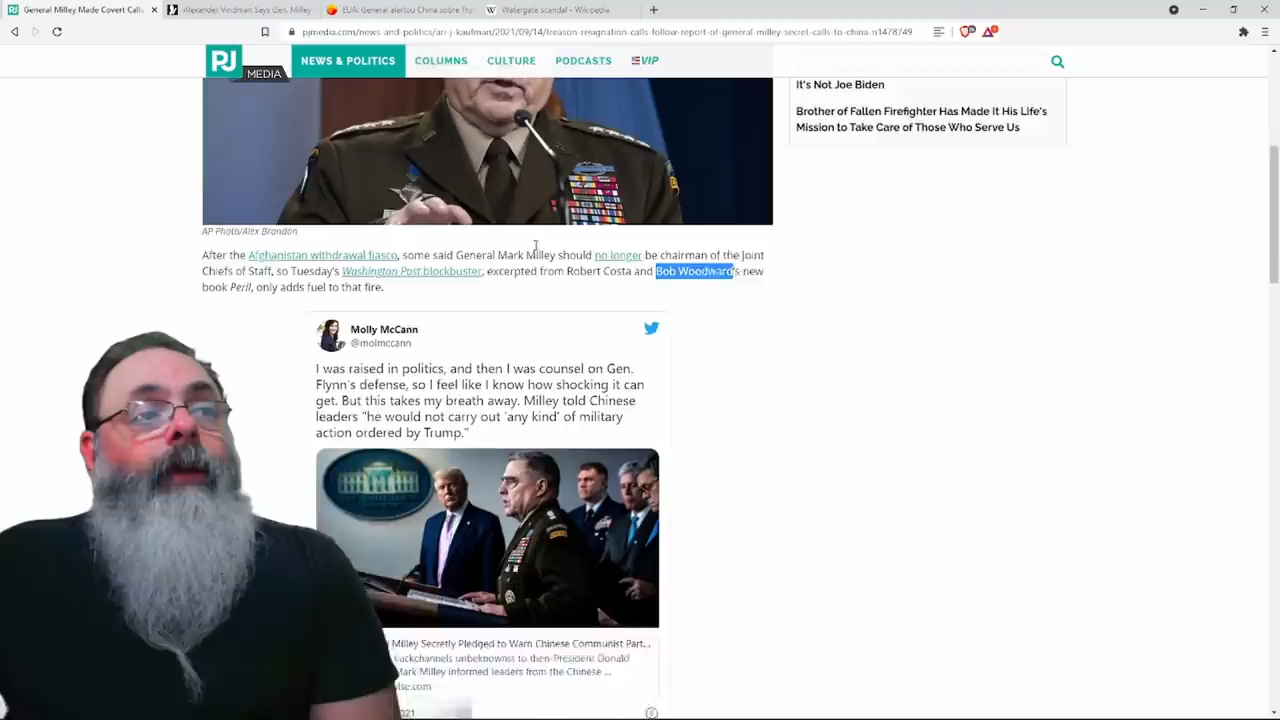 General Milley Made Covert Calls
Alexander Vindman Says Gen. Milley
EUA: General alertou China sobre Trum
Watergate scandal - Wikipedia
pjmedia.com/news-and-politics/ari-j-kaufman/2021/09/14/treason-resignation-calls-follow-report-of-general-milley-secret-calls-to-china-n1478749
PJ MEDIA
NEWS & POLITICS
COLUMNS
CULTURE
PODCASTS
VIP
It's Not Joe Biden
Brother of Fallen Firefighter Has Made It His Life's
Mission to Take Care of Those Who Serve Us
AP Photo/Alex Brandon
After the Afghanistan withdrawal fiasco, some said General Mark Milley should no longer be chairman of the Joint
Chiefs of Staff, so Tuesday's Washington Post blockbuster, excerpted from Robert Costa and Bob Woodward's new
book Peril, only adds fuel to that fire.
Molly McCann
@molmccann
I was raised in politics, and then I was counsel on Gen.
Flynn's defense, so I feel like I know how shocking it can
get. But this takes my breath away. Milley told Chinese
leaders "he would not carry out 'any kind' of military
action ordered by Trump."
Milley Secretly Pledged to Warn Chinese Communist Part...
backchannels unbeknownst to then-President Donald
Mark Milley informed leaders from the Chinese ...
ulse.com
2021